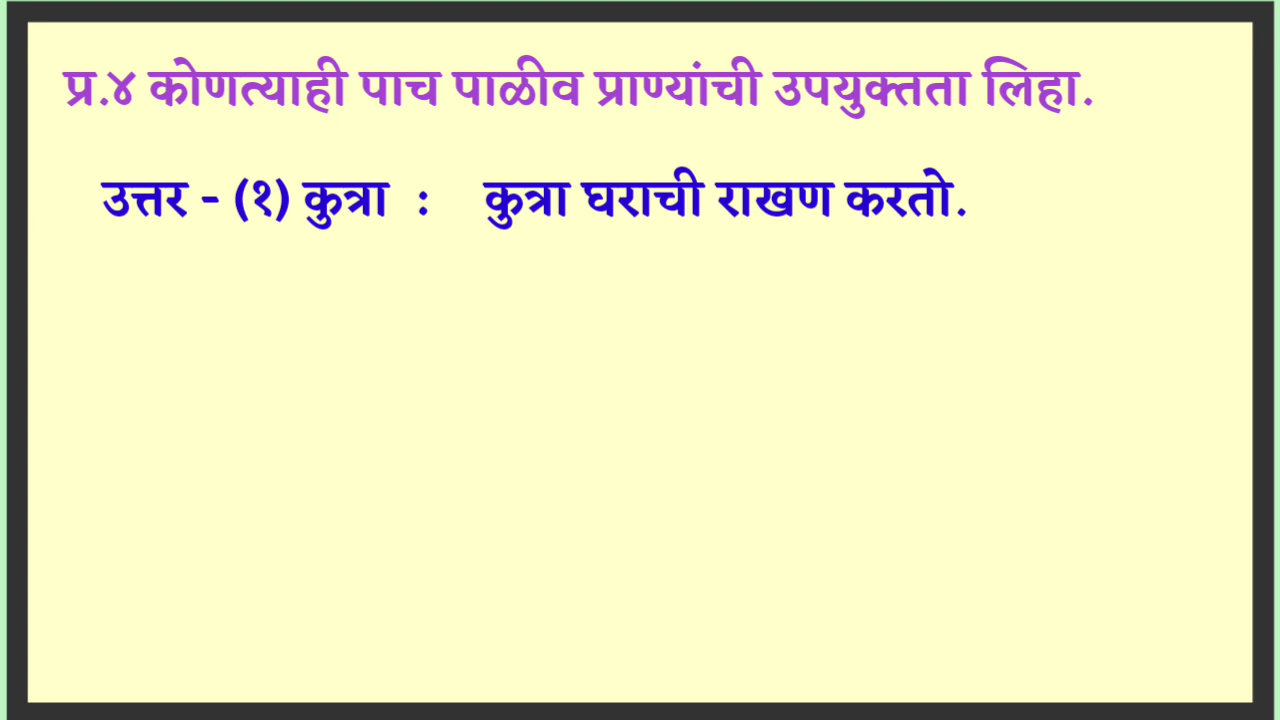 प्र.४ कोणत्याही पाच पाळीव प्राण्यांची उपयुक्तता लिहा.
उत्तर - (१) कुत्रा : कुत्रा घराची राखण करतो.